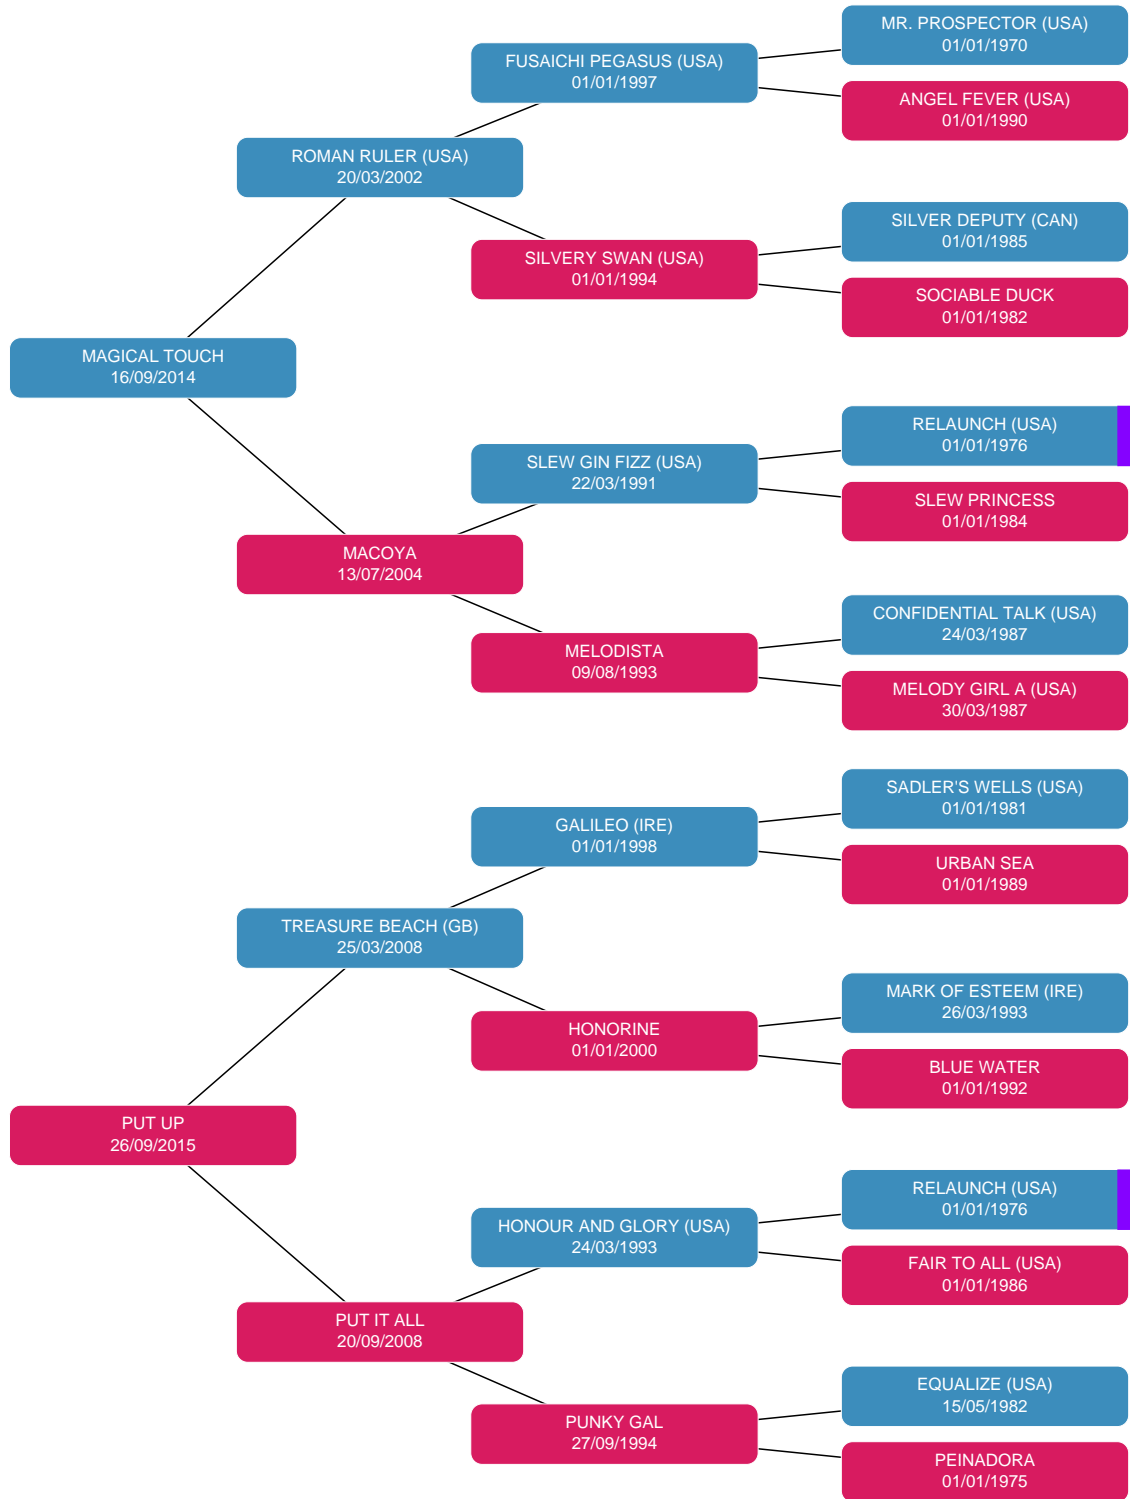 MR. PROSPECTOR (USA)
01/01/1970
FUSAICHI PEGASUS (USA)
01/01/1997
ANGEL FEVER (USA)
01/01/1990
ROMAN RULER (USA)
20/03/2002
SILVER DEPUTY (CAN)
01/01/1985
SILVERY SWAN (USA)
01/01/1994
SOCIABLE DUCK
01/01/1982
MAGICAL TOUCH
16/09/2014
RELAUNCH (USA)
01/01/1976
SLEW GIN FIZZ (USA)
22/03/1991
SLEW PRINCESS
01/01/1984
MACOYA
13/07/2004
CONFIDENTIAL TALK (USA)
24/03/1987
MELODISTA
09/08/1993
MELODY GIRL A (USA)
30/03/1987
SADLER'S WELLS (USA)
01/01/1981
GALILEO (IRE)
01/01/1998
URBAN SEA
01/01/1989
TREASURE BEACH (GB)
25/03/2008
MARK OF ESTEEM (IRE)
26/03/1993
HONORINE
01/01/2000
BLUE WATER
01/01/1992
PUT UP
26/09/2015
RELAUNCH (USA)
01/01/1976
HONOUR AND GLORY (USA)
24/03/1993
FAIR TO ALL (USA)
01/01/1986
PUT IT ALL
20/09/2008
EQUALIZE (USA)
15/05/1982
PUNKY GAL
27/09/1994
PEINADORA
01/01/1975